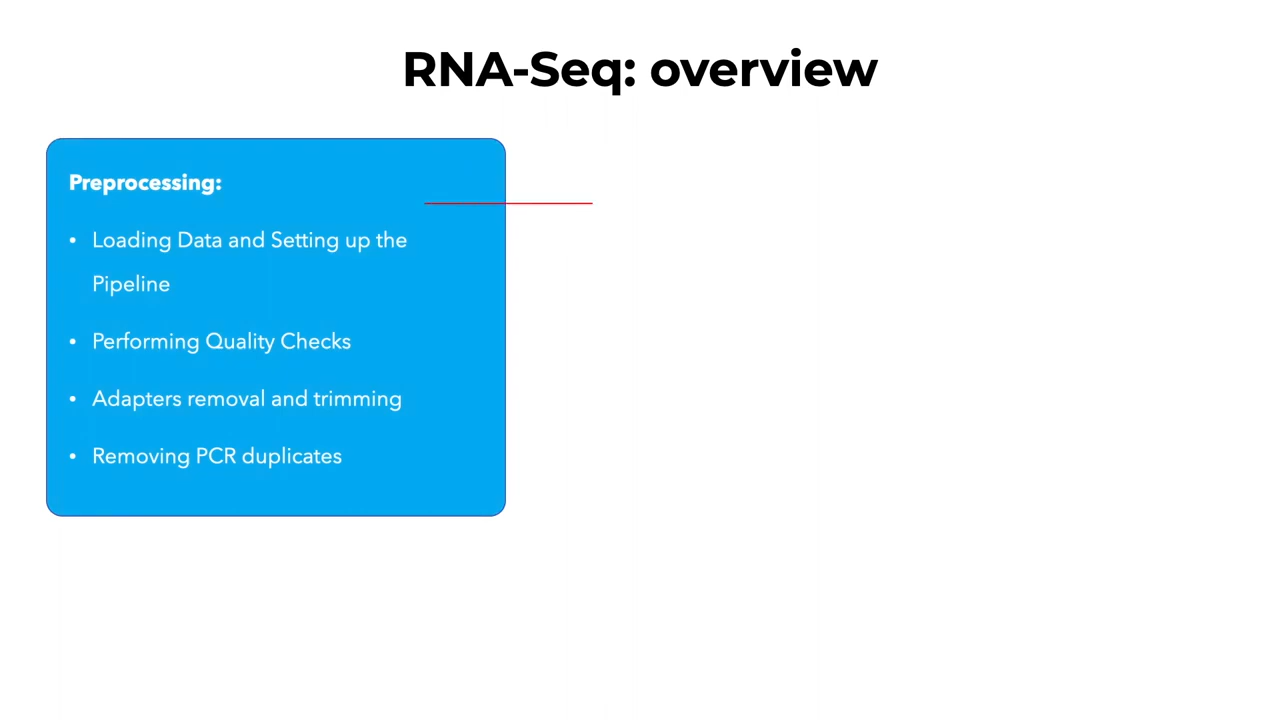 RNA-Seq: overview
Preprocessing:
• Loading Data and Setting up the
Pipeline
• Performing Quality Checks
• Adapters removal and trimming
• Removing PCR duplicates